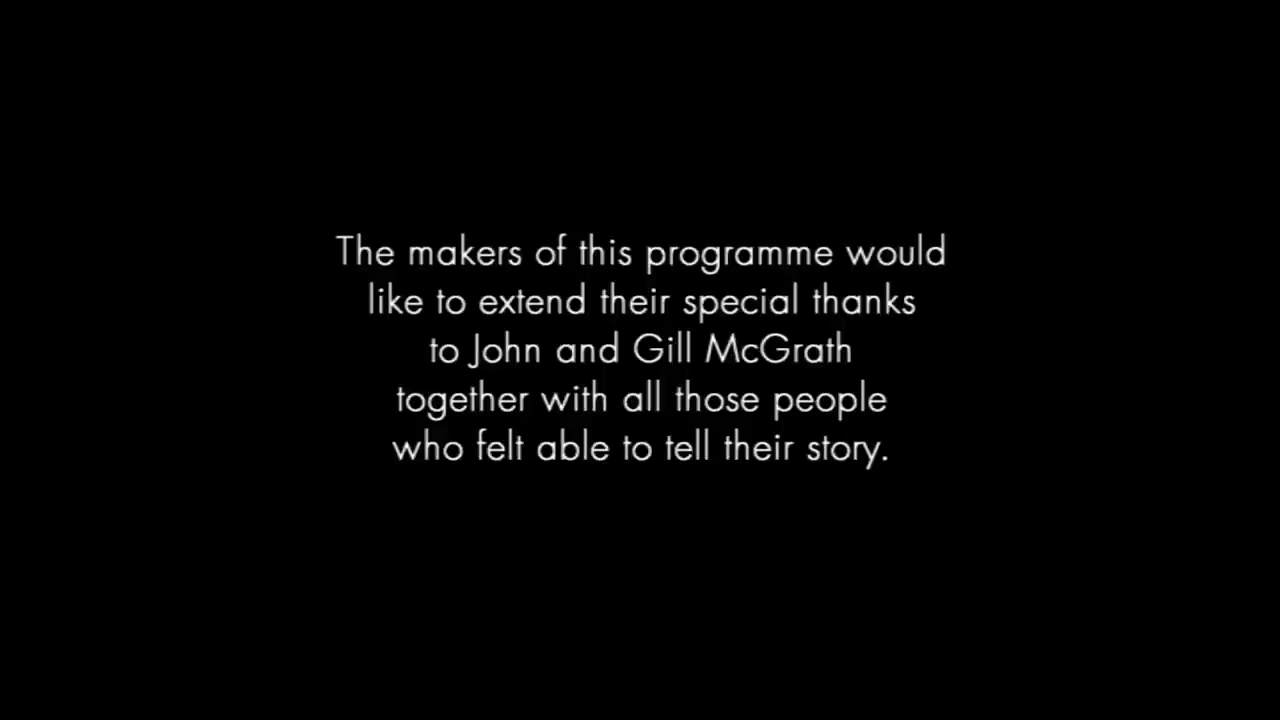 The makers of this programme would
like to extend their special thanks
to John and Gill McGrath
together with all those people
who felt able to tell their story.